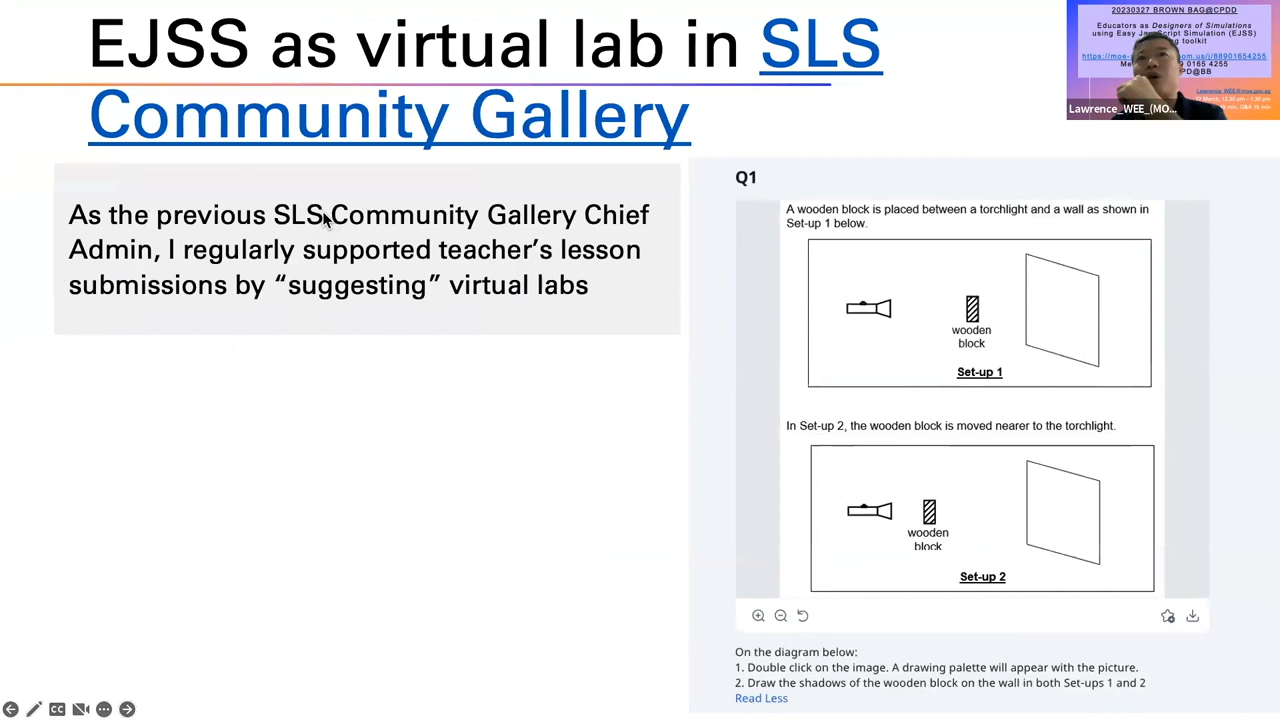 EJSS as virtual lab in SLS
Community Gallery
As the previous SLS Community Gallery Chief
Admin, I regularly supported teacher's lesson
submissions by “suggesting” virtual labs
Q1
A wooden block is placed between a torchlight and a wall as shown in
Set-up 1 below.
wooden
block
Set-up 1
In Set-up 2, the wooden block is moved nearer to the torchlight.
wooden
block
Set-up 2
On the diagram below:
1. Double click on the image. A drawing palette will appear with the picture.
2. Draw the shadows of the wooden block on the wall in both Set-ups 1 and 2
Read Less
20230327 BROWN BAG@CPDD
Educators as Designers of Simulations
using Easy JavaScript Simulation (EJSS)
toolkit
Lawrence_WEE@moe.gov.sg
Lawrence_WEE_(MO...
CC